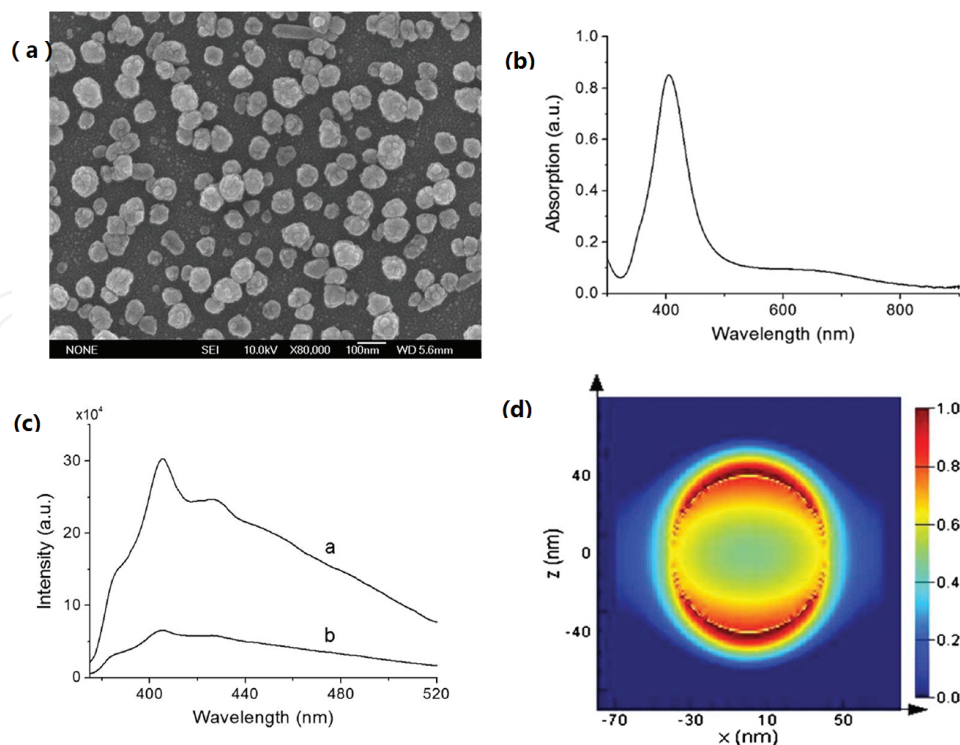 ( a )
NONE SEI 10.0kV X80,000 100nm WD 5.6mm
(b)
1.0
0.8
0.6
0.4
0.2
0.0
Absorption (a.u.)
400 600 800
Wavelength (nm)
(c)
x10⁴
30
20
10
0
Intensity (a.u.)
a
b
400 440 480 520
Wavelength (nm)
(d)
40
0
-40
z (nm)
-70 -30 10 50
x (nm)
1.0
0.8
0.6
0.4
0.2
0.0